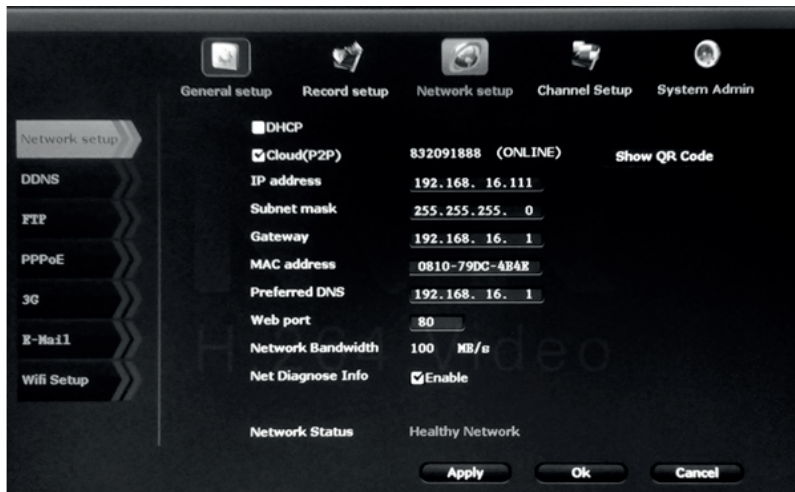 General setup
Record setup
Network setup
Channel Setup
System Admin
Network setup
DDNS
FTP
PPPoE
3G
E-Mail
Wifi Setup
DHCP
Cloud(P2P) 832091888 (ONLINE) Show QR Code
IP address 192.168. 16.111
Subnet mask 255.255.255. 0
Gateway 192.168. 16. 1
MAC address 0810-79DC-4B4E
Preferred DNS 192.168. 16. 1
Web port 80
Network Bandwidth 100 MB/s
Net Diagnose Info Enable
H.264 Video
Network Status Healthy Network
Apply Ok Cancel